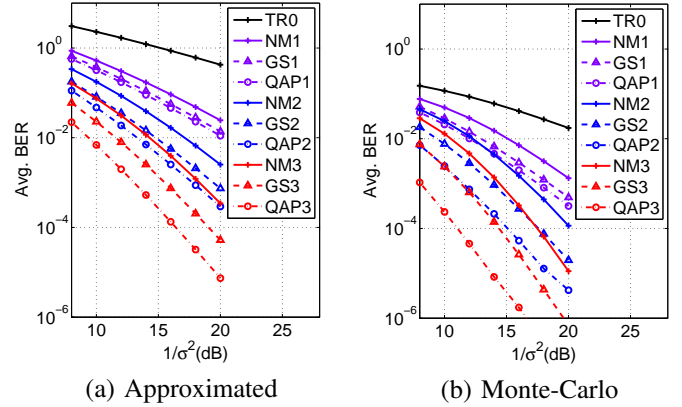 10^0
10^-2
10^-4
10^-6
Avg. BER
10
15
20
25
1/σ^2(dB)
TR0
NM1
GS1
QAP1
NM2
GS2
QAP2
NM3
GS3
QAP3
(a) Approximated
10^0
10^-2
10^-4
10^-6
Avg. BER
10
15
20
25
1/σ^2(dB)
TR0
NM1
GS1
QAP1
NM2
GS2
QAP2
NM3
GS3
QAP3
(b) Monte-Carlo